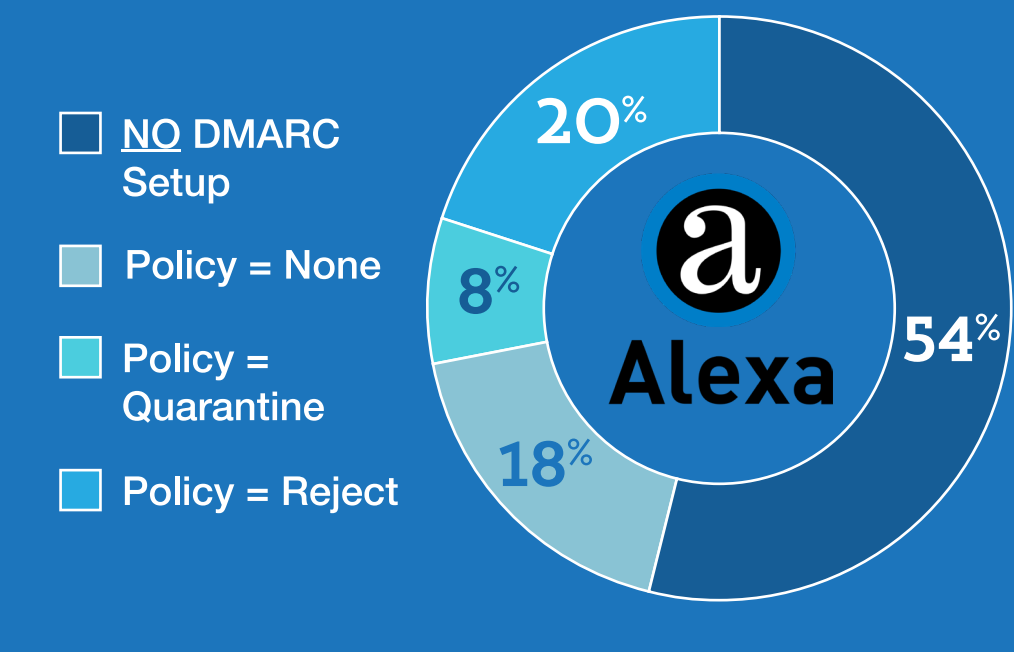 NO DMARC
Setup
Policy = None
Policy =
Quarantine
Policy = Reject
20%
8%
18%
54%
a
Alexa